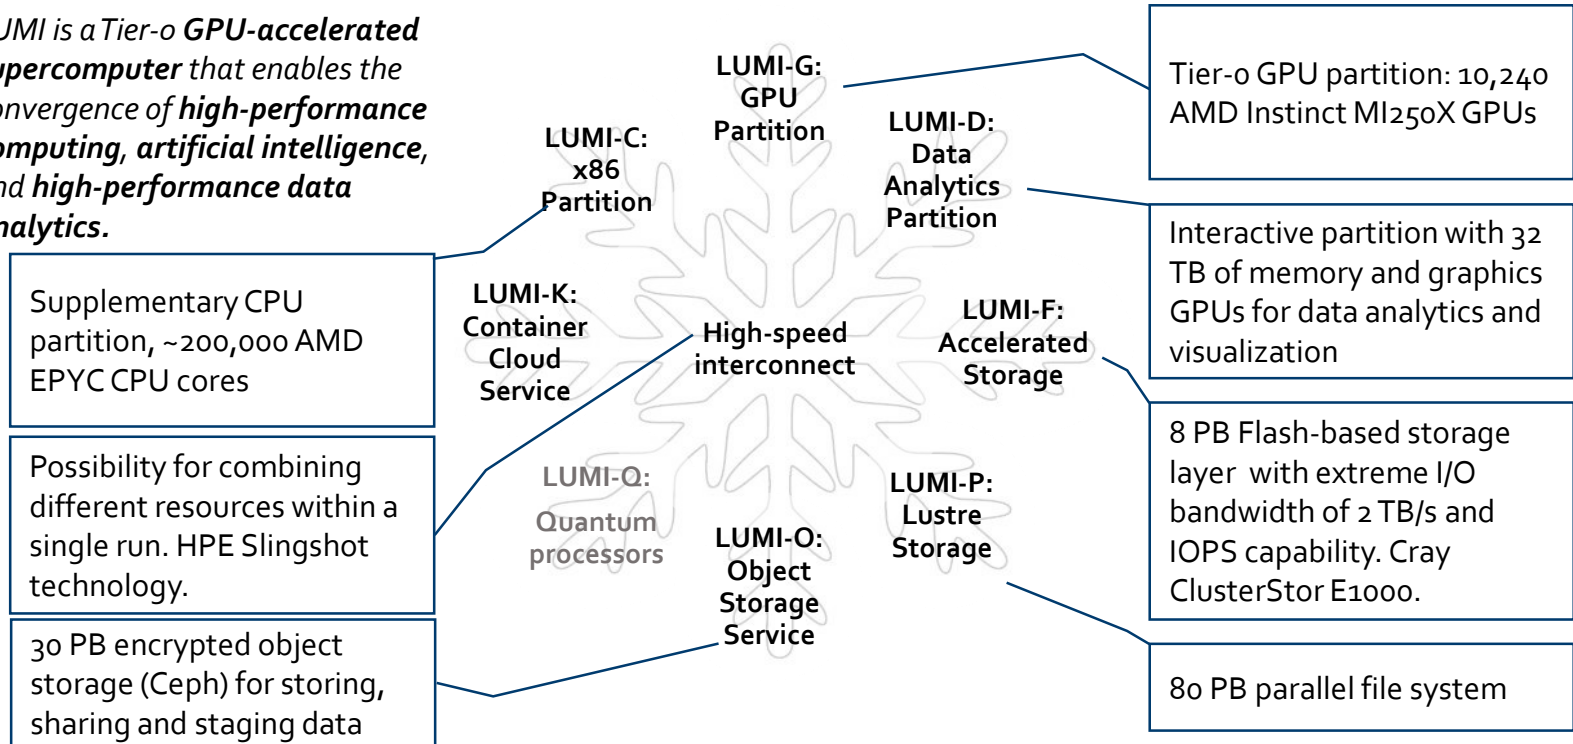 UMI is a Tier-0 GPU-accelerated
upercomputer that enables the
onvergence of high-performance
omputing, artificial intelligence,
nd high-performance data
nalytics.
LUMI-G:
GPU
Partition
Tier-0 GPU partition: 10,240
AMD Instinct MI250X GPUs
LUMI-C:
x86
Partition
LUMI-D:
Data
Analytics
Partition
Interactive partition with 32
TB of memory and graphics
GPUs for data analytics and
visualization
Supplementary CPU
partition, ~200,000 AMD
EPYC CPU cores
LUMI-K:
Container
Cloud
Service
High-speed
interconnect
LUMI-F:
Accelerated
Storage
8 PB Flash-based storage
layer with extreme I/O
bandwidth of 2 TB/s and
IOPS capability. Cray
ClusterStor E1000.
Possibility for combining
different resources within a
single run. HPE Slingshot
technology.
LUMI-Q:
Quantum
processors
LUMI-P:
Lustre
Storage
LUMI-O:
Object
Storage
Service
30 PB encrypted object
storage (Ceph) for storing,
sharing and staging data
80 PB parallel file system